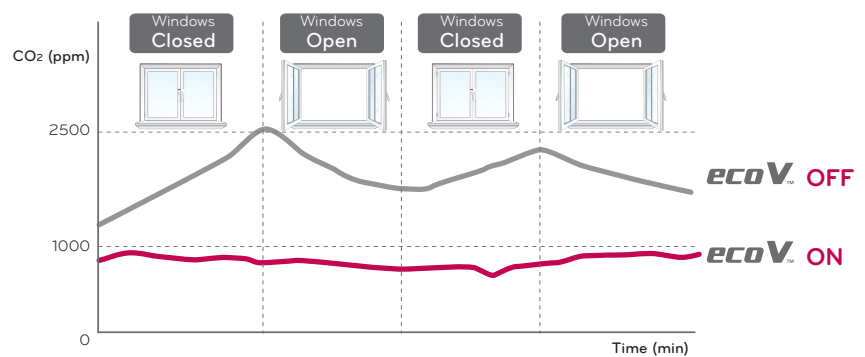 Windows
Closed
Windows
Open
Windows
Closed
Windows
Open
CO2 (ppm)
2500
ecoV™ OFF
1000
ecoV™ ON
0
Time (min)